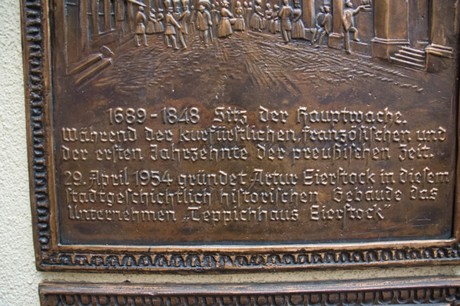 1689-1848 Sitz der Hauptwache.
Während der kurfürstlichen, französischen und
der ersten Jahrzehnte der preußischen Zeit.
29. April 1954 gründet Artur Eierstock in diesem
stadtgeschichtlich historischen Gebäude das
Unternehmen „Teppichhaus Eierstock"